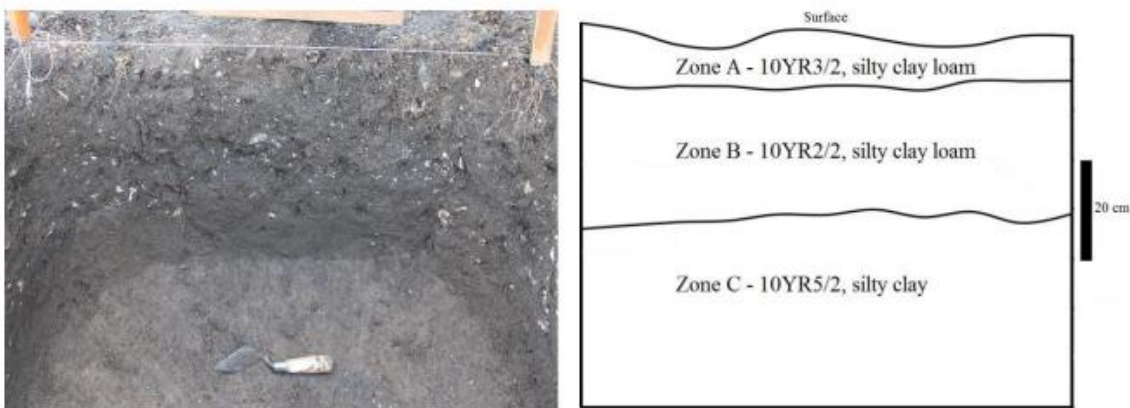 Surface
Zone A - 10YR3/2, silty clay loam
Zone B - 10YR2/2, silty clay loam
20 cm
Zone C - 10YR5/2, silty clay